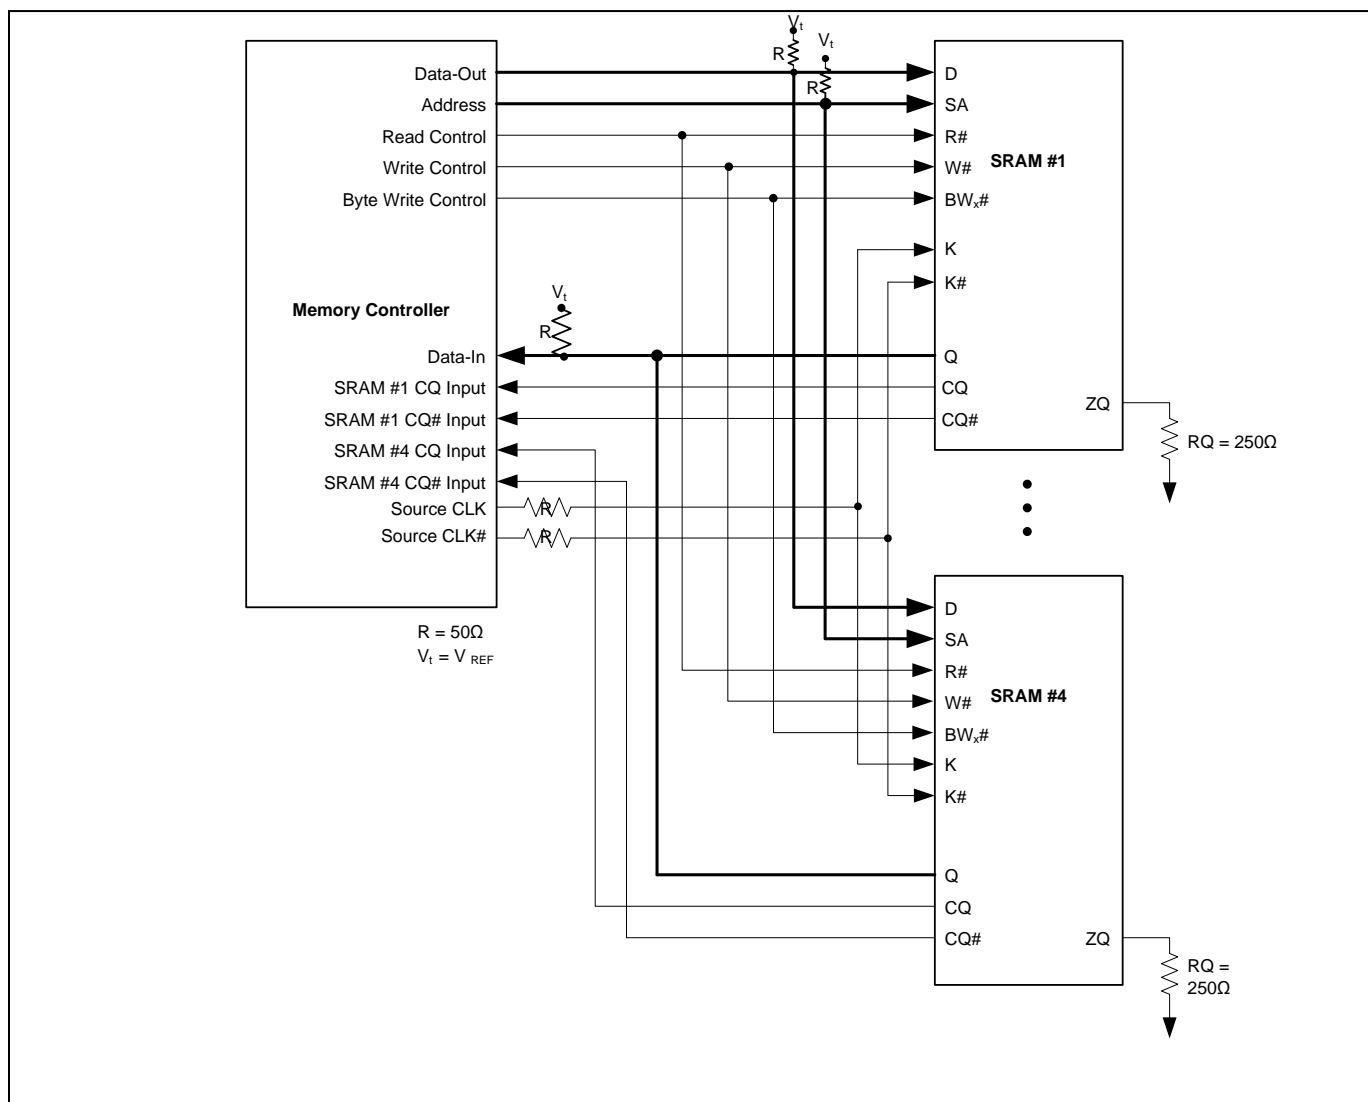 Vt
Vt
R
R
Data-Out
Address
Read Control
Write Control
Byte Write Control
Memory Controller
Vt
R
Data-In
SRAM #1 CQ Input
SRAM #1 CQ# Input
SRAM #4 CQ Input
SRAM #4 CQ# Input
Source CLK
R
Source CLK#
R
R = 50Ω
Vt = V REF
D
SA
R#
W#
BWx#
K
K#
SRAM #1
Q
CQ
CQ#
ZQ
RQ = 250Ω
D
SA
R#
W#
BWx#
K
K#
SRAM #4
Q
CQ
CQ#
ZQ
RQ =
250Ω